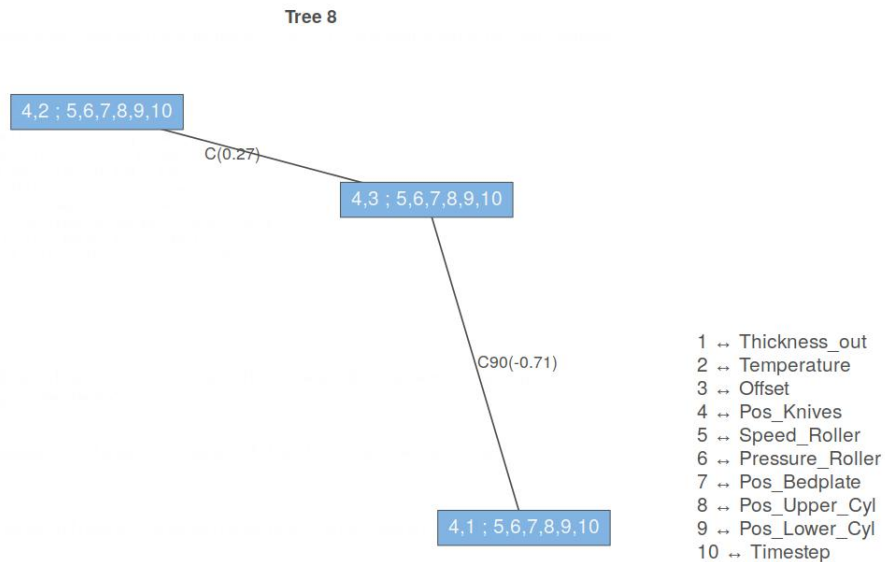 Tree 8
4,2 ; 5,6,7,8,9,10
C(0.27)
4,3 ; 5,6,7,8,9,10
C90(-0.71)
4,1 ; 5,6,7,8,9,10
1 ↔ Thickness_out
2 ↔ Temperature
3 ↔ Offset
4 ↔ Pos_Knives
5 ↔ Speed_Roller
6 ↔ Pressure_Roller
7 ↔ Pos_Bedplate
8 ↔ Pos_Upper_Cyl
9 ↔ Pos_Lower_Cyl
10 ↔ Timestep